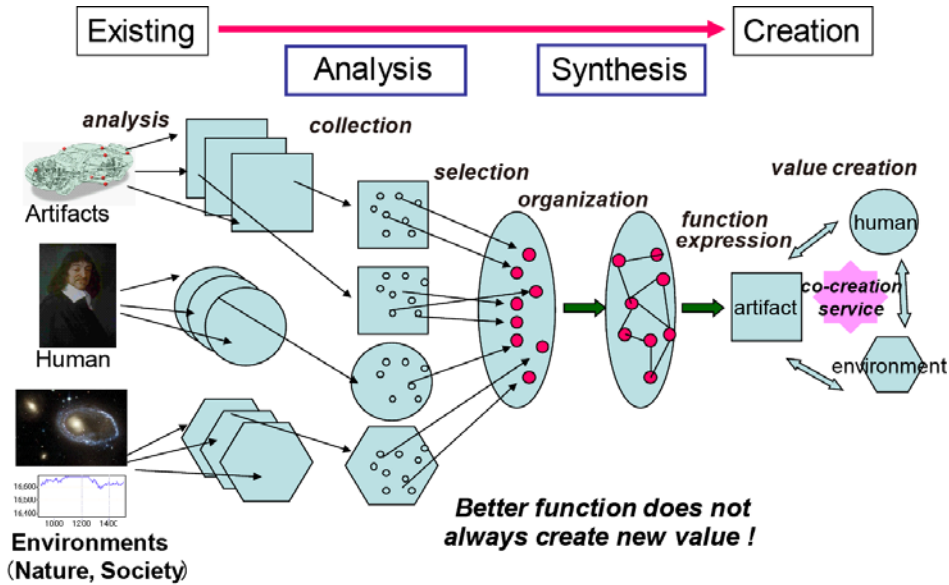 Existing
Creation
Analysis
Synthesis
analysis
collection
selection
organization
function
expression
value creation
Artifacts
Human
human
artifact
co-creation
service
environment
16,600
16,500
16,400
1000
1200
1400
Environments
(Nature, Society)
Better function does not
always create new value !